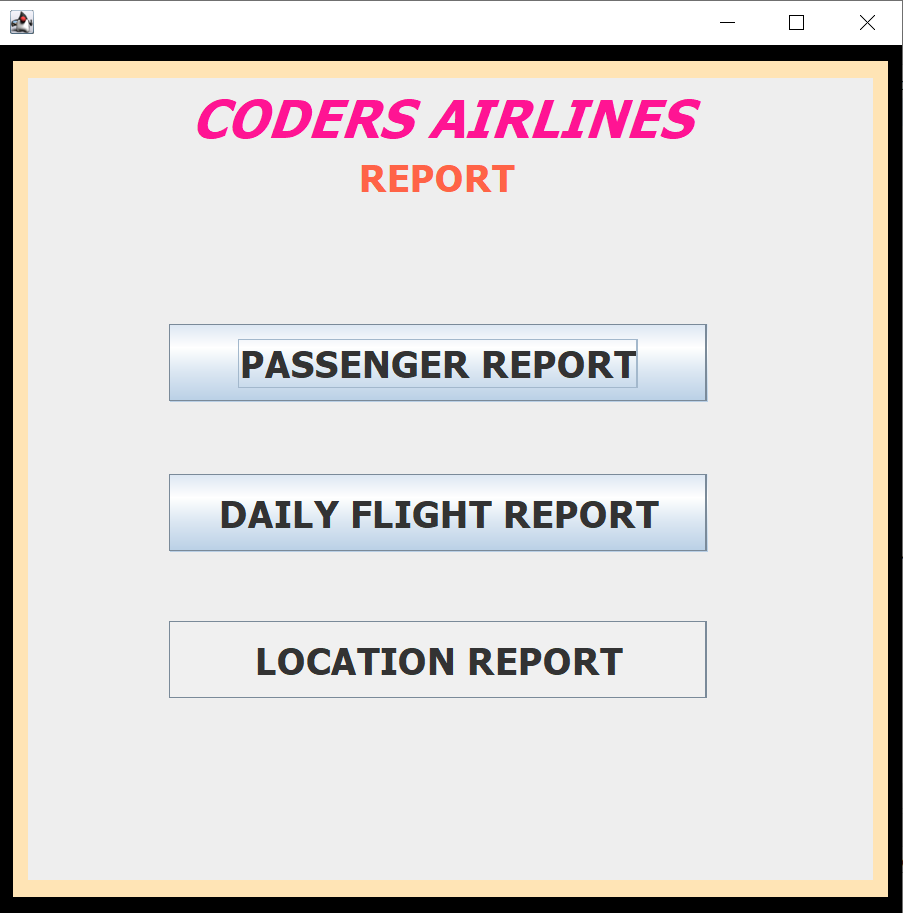 CODERS AIRLINES
REPORT
PASSENGER REPORT
DAILY FLIGHT REPORT
LOCATION REPORT